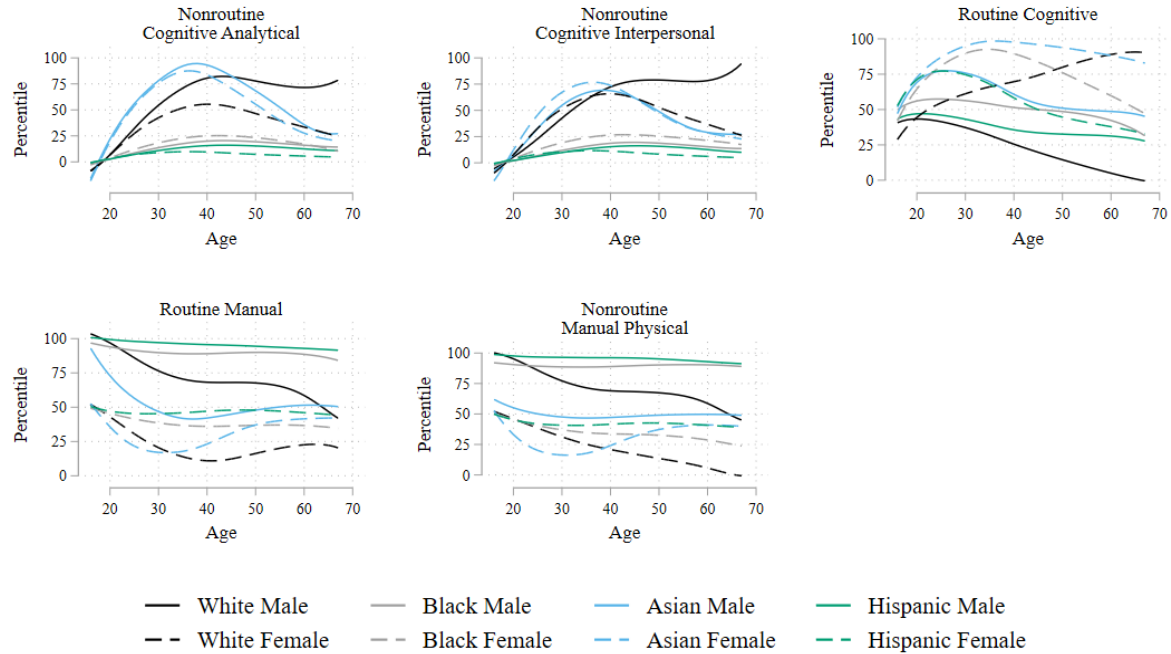 Nonroutine
Cognitive Analytical
Percentile
100
75
50
25
0
20 30 40 50 60 70
Age
Nonroutine
Cognitive Interpersonal
Percentile
100
75
50
25
0
20 30 40 50 60 70
Age
Routine Cognitive
Percentile
100
75
50
25
0
20 30 40 50 60 70
Age
Routine Manual
Percentile
100
75
50
25
0
20 30 40 50 60 70
Age
Nonroutine
Manual Physical
Percentile
100
75
50
25
0
20 30 40 50 60 70
Age
White Male Black Male Asian Male Hispanic Male
White Female Black Female Asian Female Hispanic Female